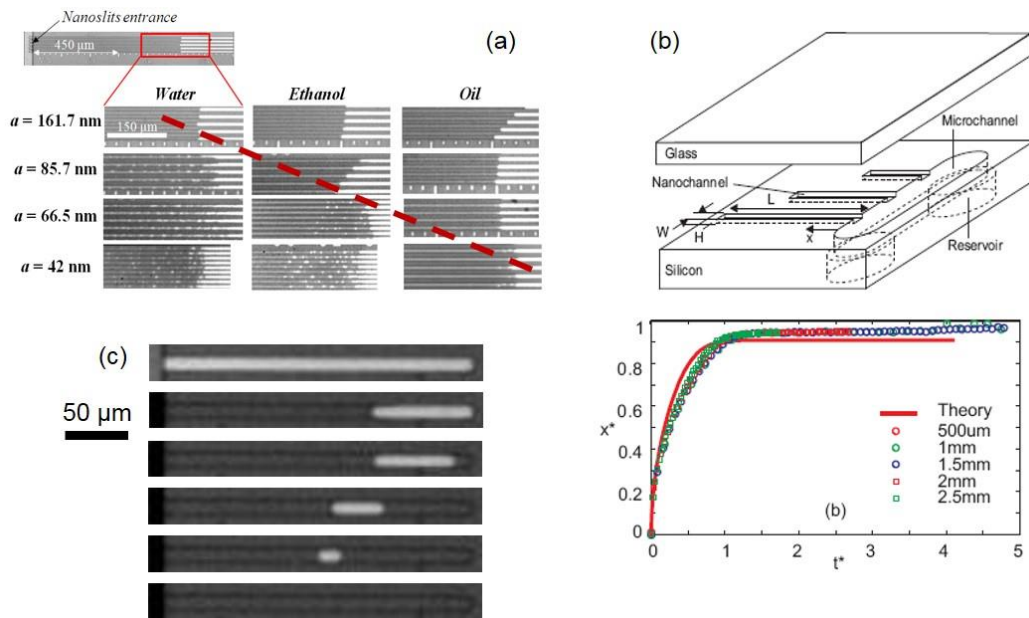 Nanoslits entrance
450 µm
(a)
Water
Ethanol
Oil
a = 161.7 nm
150 µm
a = 85.7 nm
a = 66.5 nm
a = 42 nm
(b)
Glass
Microchannel
Nanochannel
L
W
H
x
Reservoir
Silicon
(c)
50 µm
1
0.8
0.6
0.4
0.2
0
x*
Theory
500um
1mm
1.5mm
2mm
2.5mm
(b)
0 1 2 3 4 5
t*